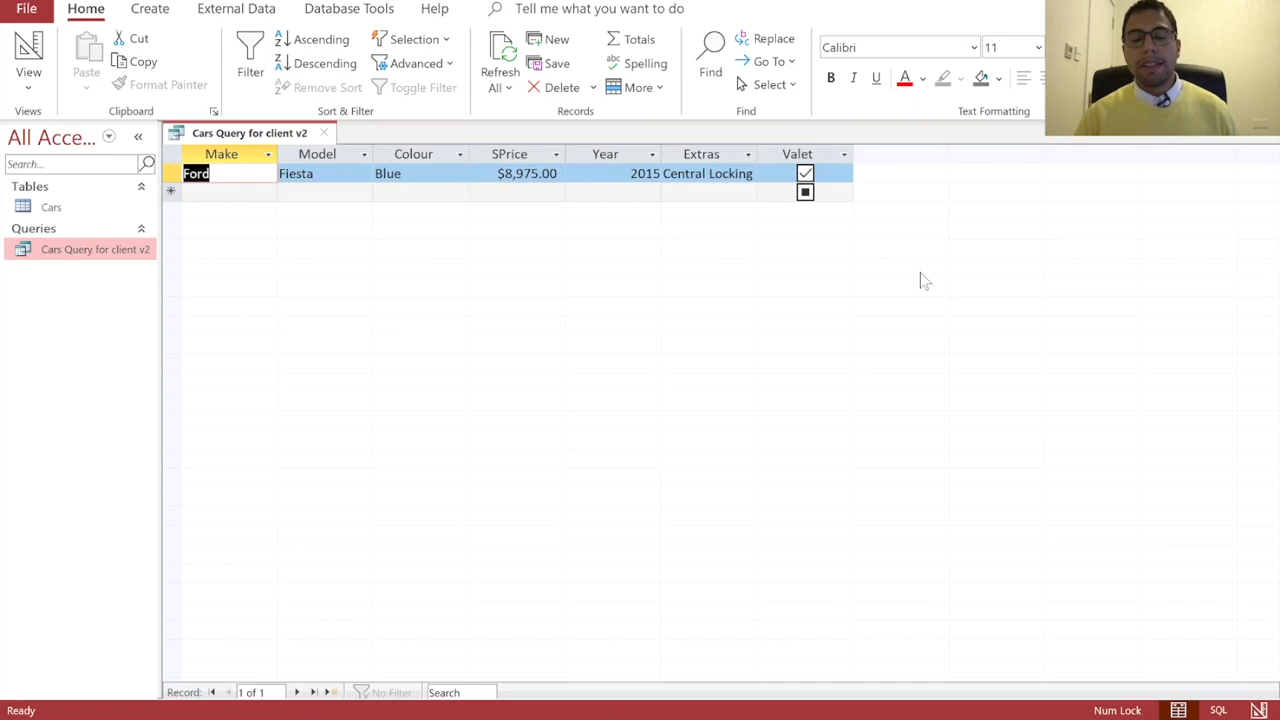 File Home Create External Data Database Tools Help Tell me what you want to do
View
Views
Paste
Cut
Copy
Format Painter
Clipboard
Filter
Ascending
Descending
Remove Sort
Selection
Advanced
Toggle Filter
Sort & Filter
Refresh
All
New
Save
Delete
Totals
Spelling
More
Records
Find
Replace
Go To
Select
Find
Calibri 11
B I U A
Text Formatting
All Acce...
Search...
Tables
Cars
Queries
Cars Query for client v2
Cars Query for client v2
Make Model Colour SPrice Year Extras Valet
Ford Fiesta Blue $8,975.00 2015 Central Locking
Record: 1 of 1 No Filter Search
Ready Num Lock SQL